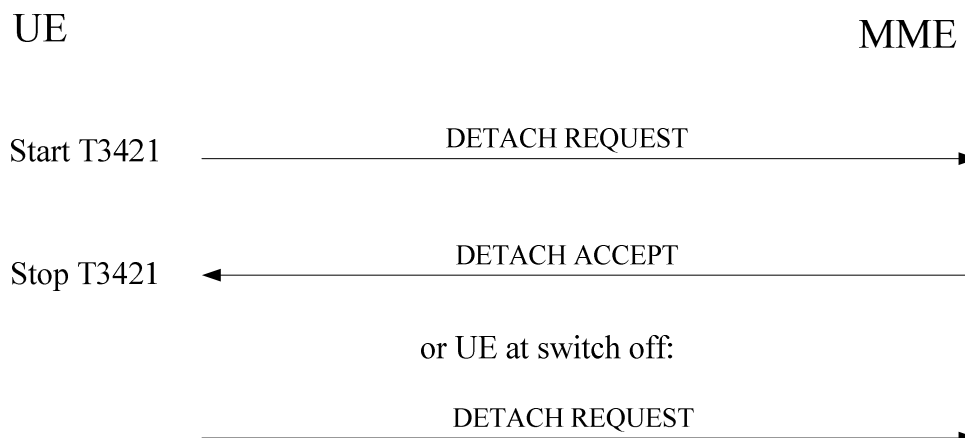 UE
MME
Start T3421
DETACH REQUEST
Stop T3421
DETACH ACCEPT
or UE at switch off:
DETACH REQUEST